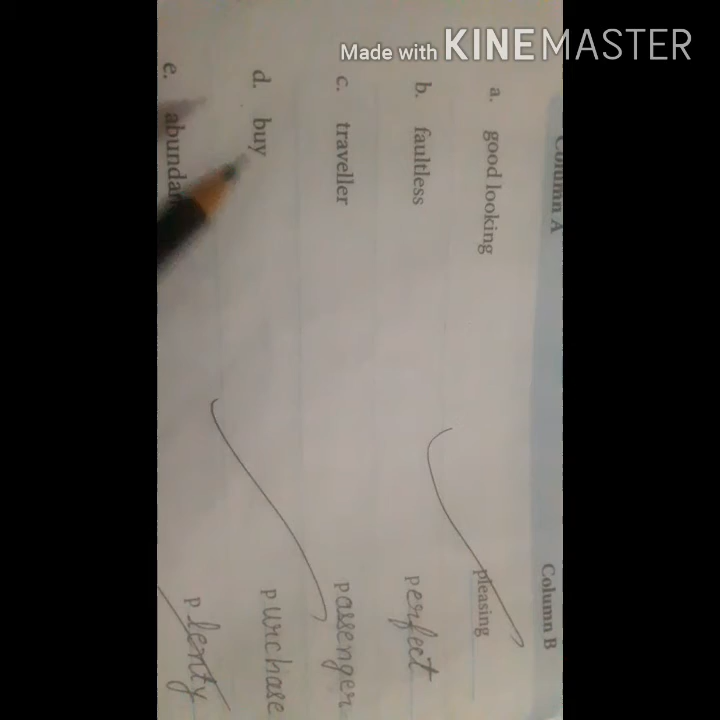 Made with KINEMASTER
Column A Column B
a. good looking pleasing
b. faultless perfect
c. traveller passenger
d. buy purchase
e. plenty